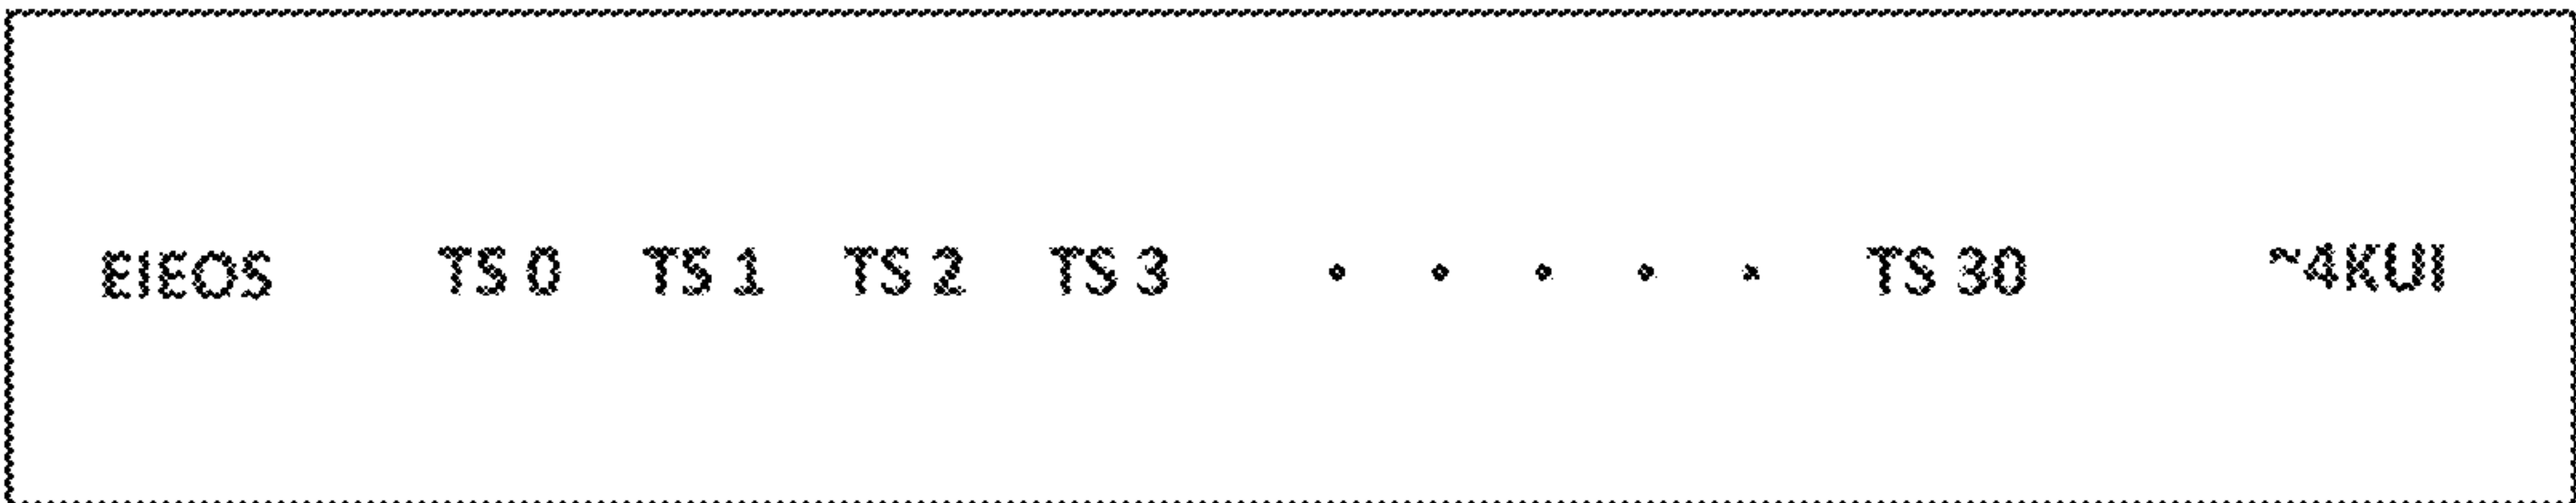 EIEOS TS 0 TS 1 TS 2 TS 3 • • • • • TS 30 ~4KUI